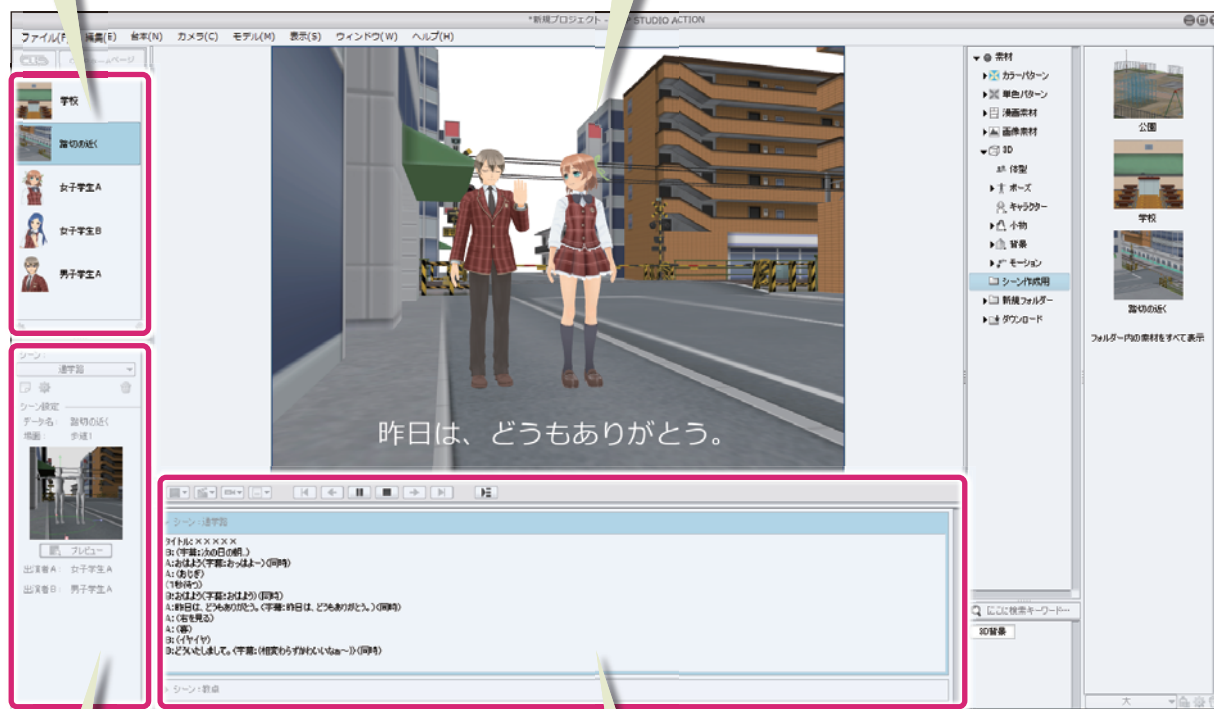 *新規プロジェクト - STUDIO ACTION
ファイル(F) 編集(E) 台本(N) カメラ(C) モデル(M) 表示(S) ウィンドウ(W) ヘルプ(H)
ームページ
学校
踏切の近く
女子学生A
女子学生B
男子学生A
シーン:
通学路
シーン設定
データ名: 踏切の近く
場面: 歩道1
プレビュー
出演者A: 女子学生A
出演者B: 男子学生A
昨日は、どうもありがとう。
シーン:通学路
タイトル:×××××
B:(字幕:次の日の朝..)
A:おはよう(字幕:おっはよ~)(同時)
A:(おじぎ)
(1秒待つ)
B:おはよう(字幕:おはよう)(同時)
A:昨日は、どうもありがとう。(字幕:昨日は、どうもありがとう。)(同時)
A:(右を見る)
A:(喜)
B:(イヤイヤ)
B:どういたしまして。(字幕:(相変わらずかわいいなぁ~))(同時)
シーン:教卓
素材
カラーパターン
単色パターン
漫画素材
画像素材
3D
体型
ポーズ
キャラクター
小物
背景
モーション
シーン作成用
新規フォルダー
ダウンロード
ここに検索キーワード…
3D背景
公園
学校
踏切の近く
フォルダー内の素材をすべて表示
大